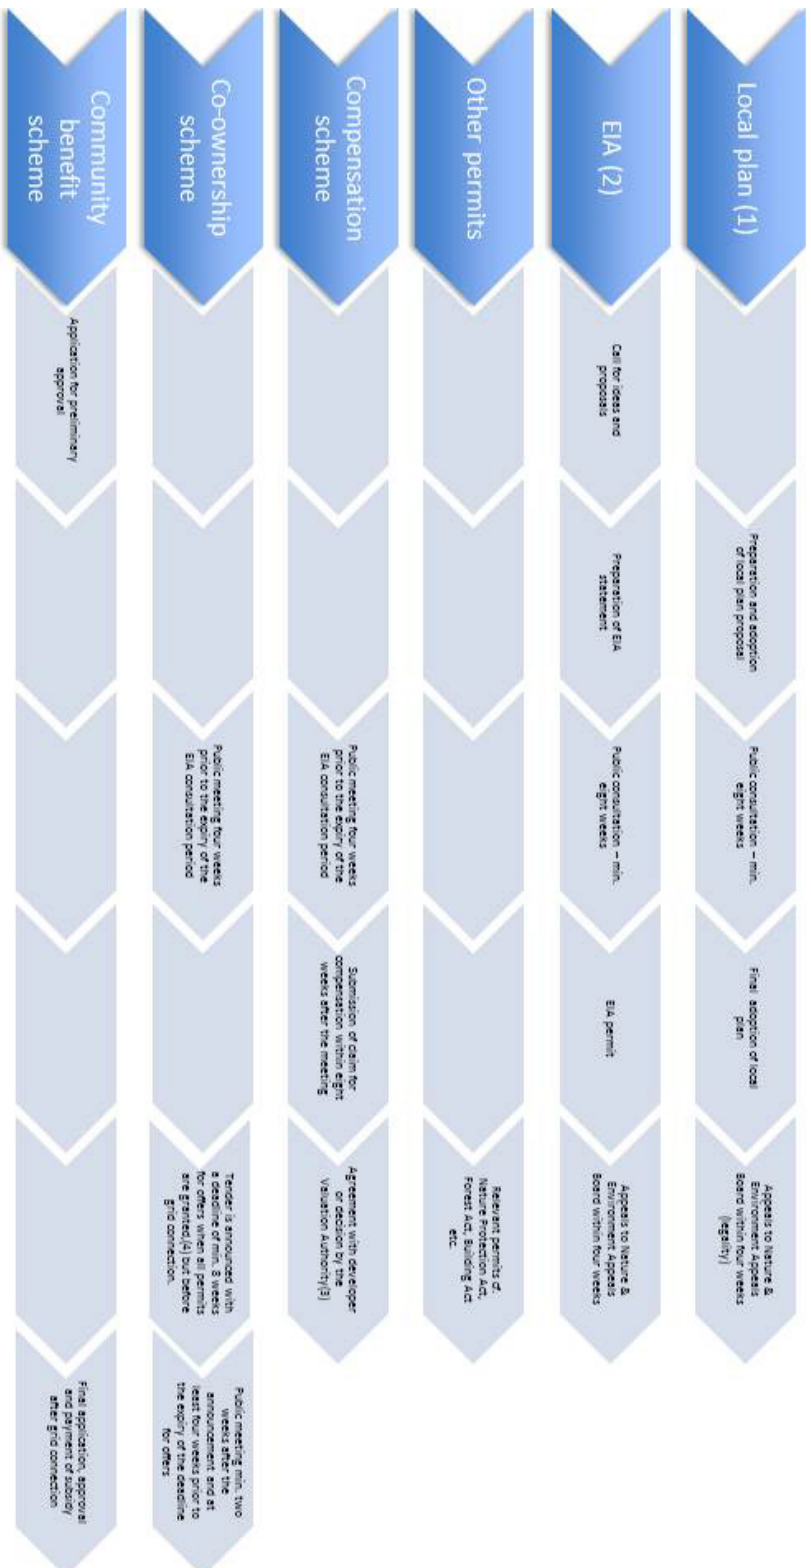 Local plan (1)
Preparation and adoption
of local plan proposal
Public consultation – min.
eight weeks
Final adoption of local
plan
Appeals to Nature &
Environment Appeals
Board within four weeks
(legality)
EIA (2)
Call for ideas and
proposals
Preparation of EIA
statement
Public consultation – min.
eight weeks
EIA permit
Appeals to Nature &
Environment Appeals
Board within four weeks
Other permits
Relevant permits cf.
Nature Protection Act,
Forest Act, Building Act
etc.
Compensation
scheme
Public meeting four weeks
prior to the expiry of the
EIA consultation period
Submission of claim for
compensation within eight
weeks after the meeting
Agreement with developer
or decision by the
Valuation Authority(3)
Co-ownership
scheme
Public meeting four weeks
prior to the expiry of the
EIA consultation period
Tender is announced with
a deadline of min. 8 weeks
for offers when all permits
are granted,(4) but before
grid connection.
Public meeting min. two
weeks after the
announcement and at
least four weeks prior to
the expiry of the deadline
for offers
Community
benefit
scheme
Application for preliminary
approval
Final application, approval
and payment of subsidy
after grid connection